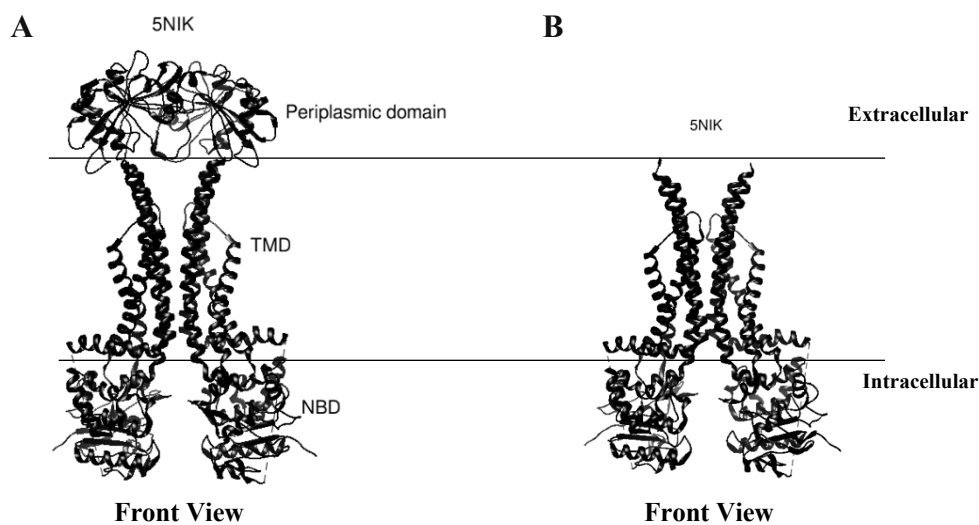 A
5NIK
B
Periplasmic domain
Extracellular
5NIK
TMD
Intracellular
NBD
Front View
Front View